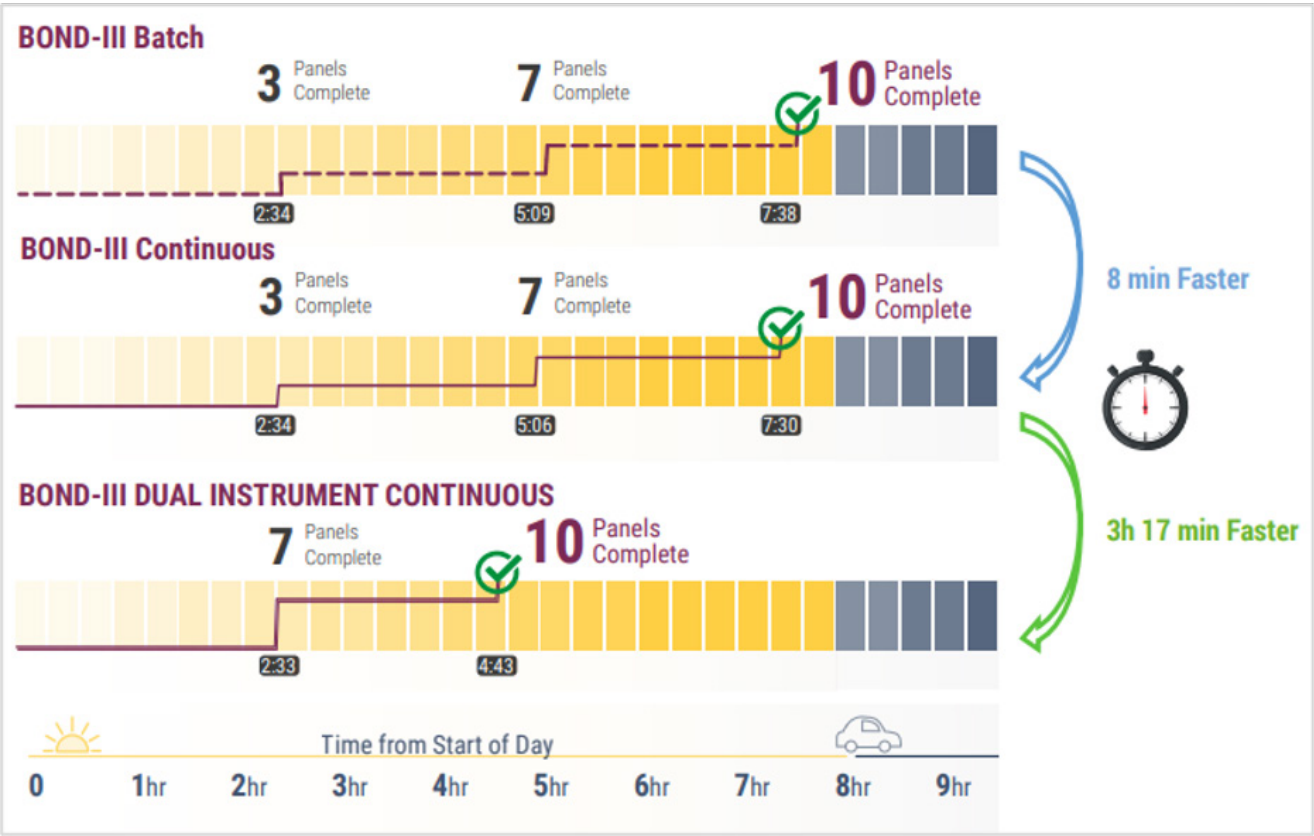 BOND-III Batch
3 Panels Complete
7 Panels Complete
10 Panels Complete
2:34
5:09
7:38
BOND-III Continuous
3 Panels Complete
7 Panels Complete
10 Panels Complete
2:34
5:06
7:30
8 min Faster
BOND-III DUAL INSTRUMENT CONTINUOUS
7 Panels Complete
10 Panels Complete
2:33
4:43
3h 17 min Faster
Time from Start of Day
0 1hr 2hr 3hr 4hr 5hr 6hr 7hr 8hr 9hr